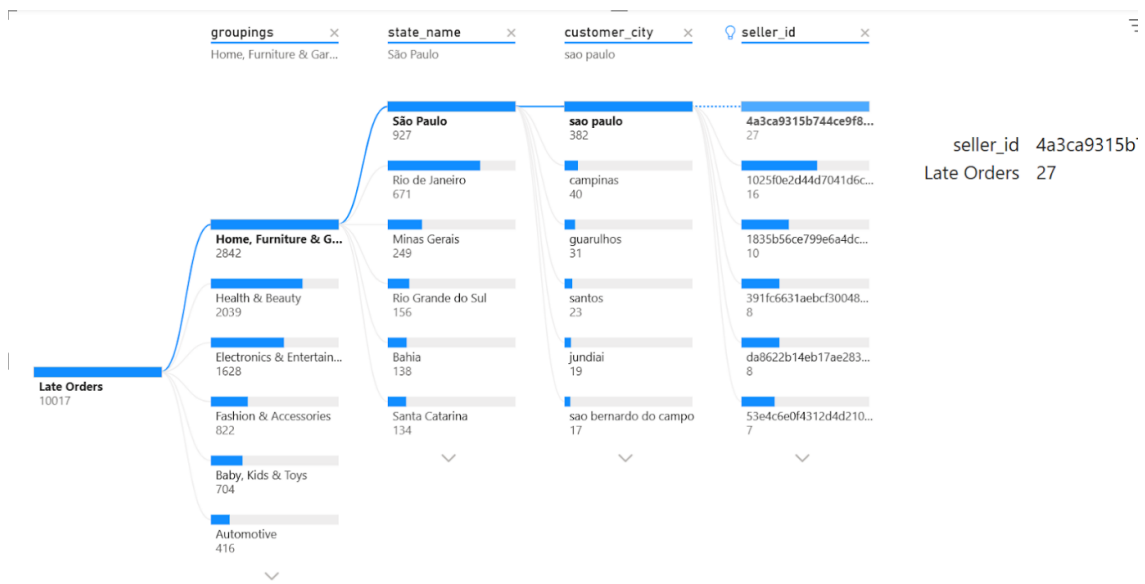 groupings
Home, Furniture & Gar...
state_name
São Paulo
customer_city
sao paulo
seller_id
Late Orders
10017
Home, Furniture & G...
2842
Health & Beauty
2039
Electronics & Entertain...
1628
Fashion & Accessories
822
Baby, Kids & Toys
704
Automotive
416
São Paulo
927
Rio de Janeiro
671
Minas Gerais
249
Rio Grande do Sul
156
Bahia
138
Santa Catarina
134
sao paulo
382
campinas
40
guarulhos
31
santos
23
jundiai
19
sao bernardo do campo
17
4a3ca9315b744ce9f8...
27
1025f0e2d44d7041d6c...
16
1835b56ce799e6a4dc...
10
391fc6631aebcf30048...
8
da8622b14eb17ae283...
8
53e4c6e0f4312d4d210...
7
seller_id 4a3ca9315b7
Late Orders 27